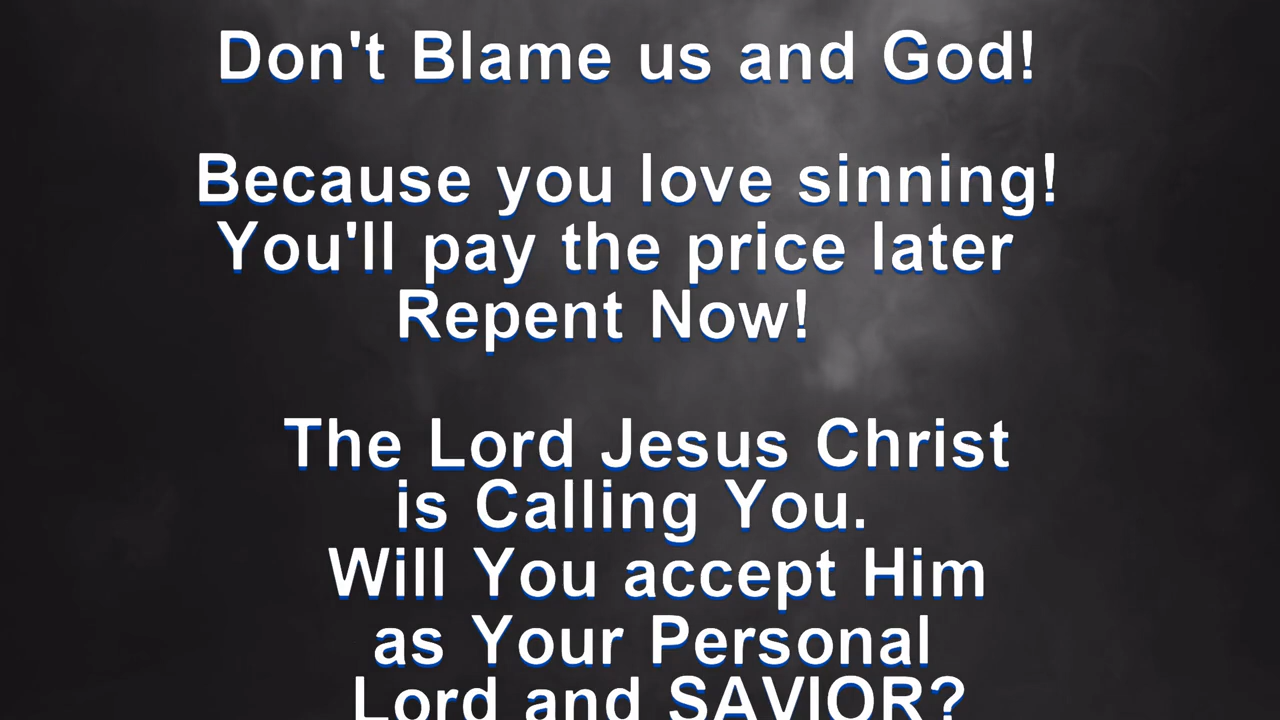 Don't Blame us and God!
Because you love sinning!
You'll pay the price later
Repent Now!
The Lord Jesus Christ
is Calling You.
Will You accept Him
as Your Personal
Lord and SAVIOR?